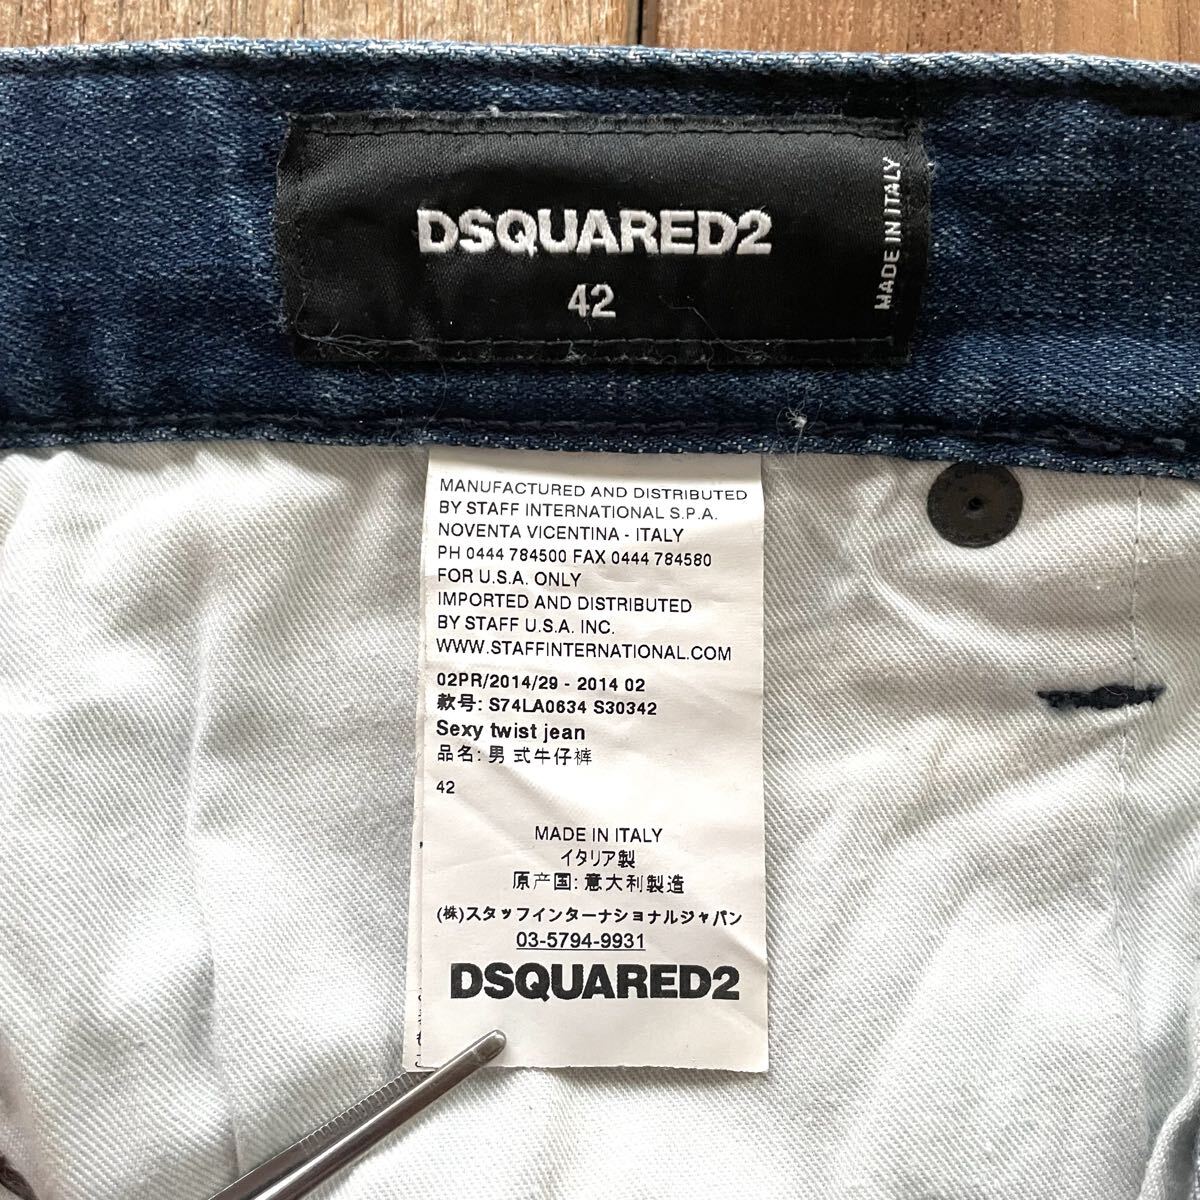 DSQUARED2
42
MADE IN ITALY
MANUFACTURED AND DISTRIBUTED
BY STAFF INTERNATIONAL S.P.A.
NOVENTA VICENTINA - ITALY
PH 0444 784500 FAX 0444 784580
FOR U.S.A. ONLY
IMPORTED AND DISTRIBUTED
BY STAFF U.S.A. INC.
WWW.STAFFINTERNATIONAL.COM
02PR/2014/29 - 2014 02
款号: S74LA0634 S30342
Sexy twist jean
品名: 男 式牛仔裤
42
MADE IN ITALY
イタリア製
原产国: 意大利製造
(株)スタッフインターナショナルジャパン
03-5794-9931
DSQUARED2